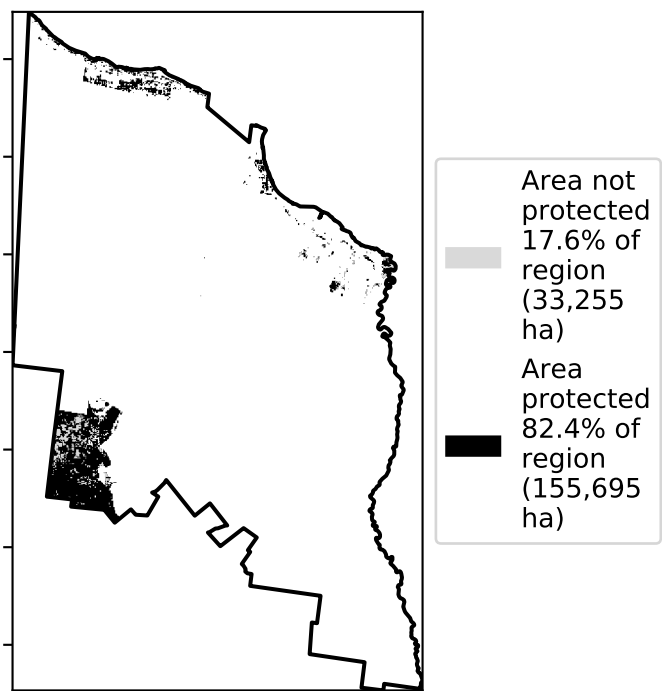 Area not
protected
17.6% of
region
(33,255
ha)
Area
protected
82.4% of
region
(155,695
ha)